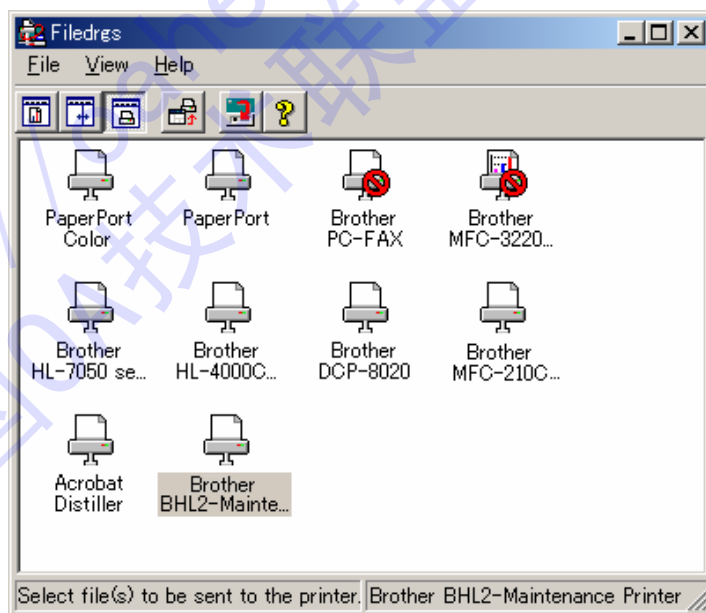 Filedrgs
File View Help
PaperPort
Color
PaperPort
Brother
PC-FAX
Brother
MFC-3220...
Brother
HL-7050 se...
Brother
HL-4000C...
Brother
DCP-8020
Brother
MFC-210C...
Acrobat
Distiller
Brother
BHL2-Mainte...
Select file(s) to be sent to the printer. Brother BHL2-Maintenance Printer